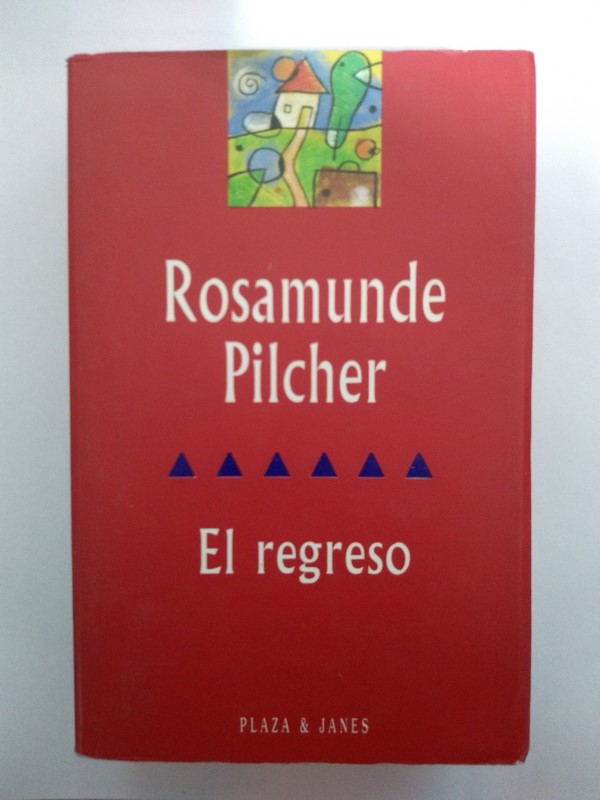 Rosamunde
Pilcher
El regreso
PLAZA & JANES